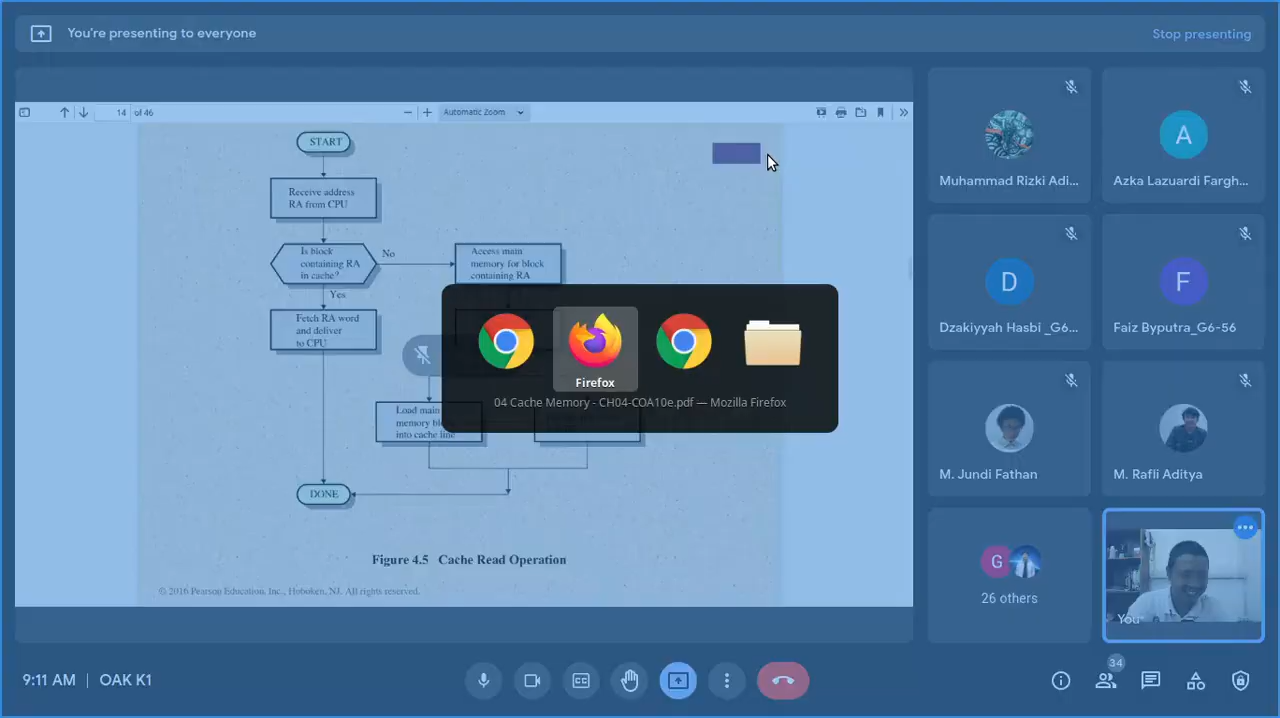 You're presenting to everyone
Stop presenting
14 of 46
Automatic Zoom
START
Receive address
RA from CPU
Is block
containing RA
in cache?
No
Access main
memory for block
containing RA
Yes
Fetch RA word
and deliver
to CPU
Firefox
04 Cache Memory - CH04-COA10e.pdf — Mozilla Firefox
Load main
memory
into cache line
DONE
Figure 4.5 Cache Read Operation
© 2016 Pearson Education, Inc., Hoboken, NJ. All rights reserved.
Muhammad Rizki Adi...
A
Azka Lazuardi Fargh...
D
Dzakiyyah Hasbi _G6...
F
Faiz Byputra_G6-56
M. Jundi Fathan
M. Rafli Aditya
G
26 others
You
9:11 AM | OAK K1
CC
34